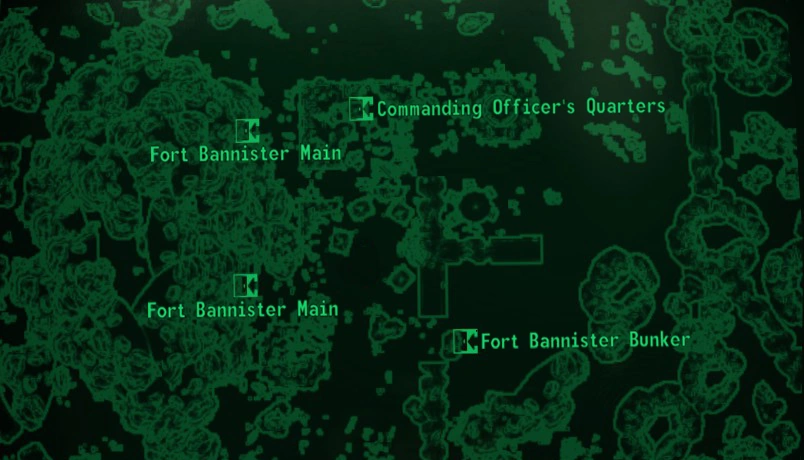 Commanding Officer's Quarters
Fort Bannister Main
Fort Bannister Main
Fort Bannister Bunker